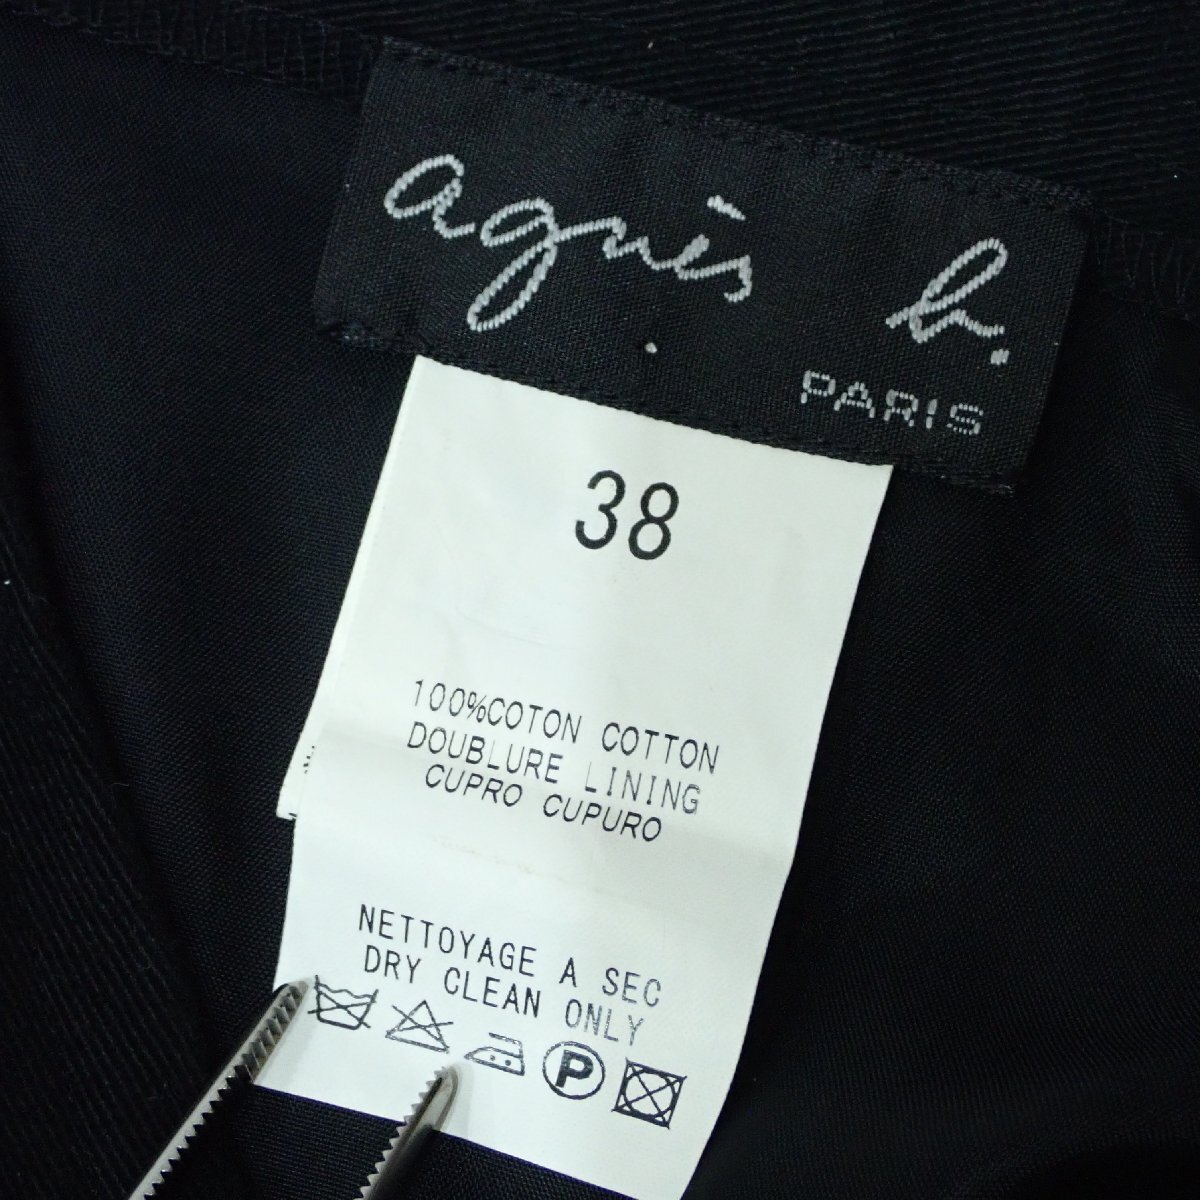 agnès b.
PARIS
38
100%COTON COTTON
DOUBLURE LINING
CUPRO CUPURO
NETTOYAGE A SEC
DRY CLEAN ONLY
P